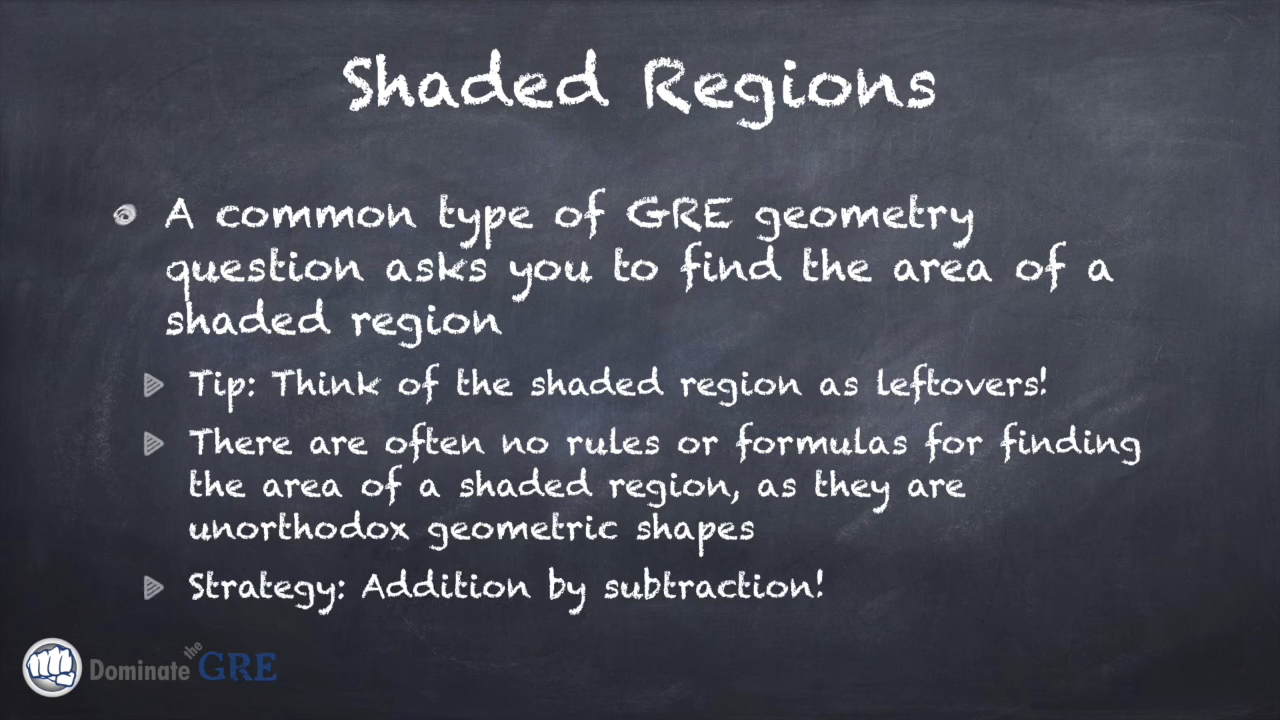 Shaded Regions
A common type of GRE geometry
question asks you to find the area of a
shaded region
Tip: Think of the shaded region as leftovers!
There are often no rules or formulas for finding
the area of a shaded region, as they are
unorthodox geometric shapes
Strategy: Addition by subtraction!
Dominate the GRE